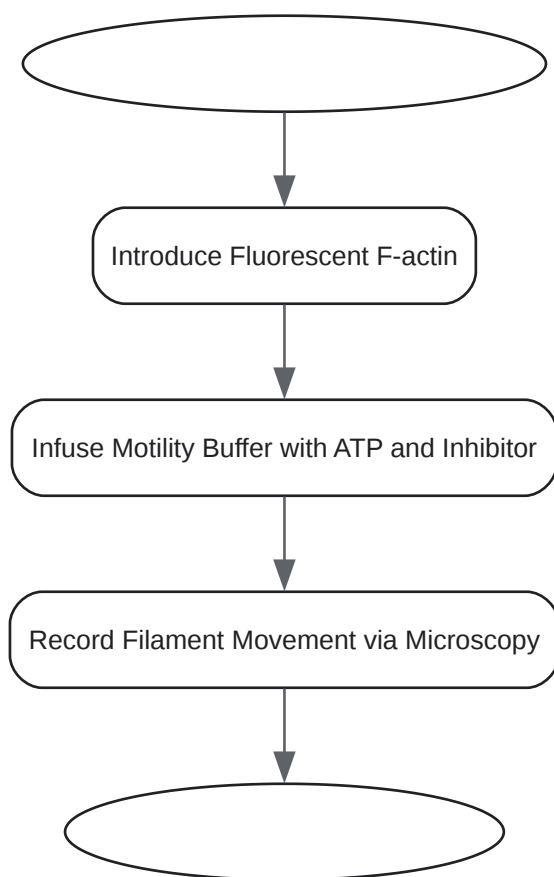 Introduce Fluorescent F-actin
Infuse Motility Buffer with ATP and Inhibitor
Record Filament Movement via Microscopy